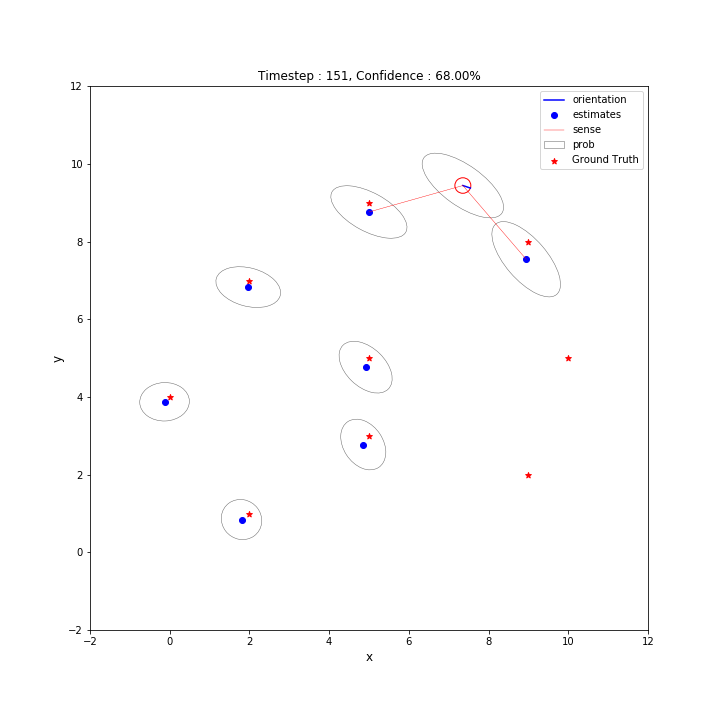 Timestep : 151, Confidence : 68.00%
orientation
estimates
sense
prob
Ground Truth
12
10
8
6
4
2
0
−2
y
−2 0 2 4 6 8 10 12
x